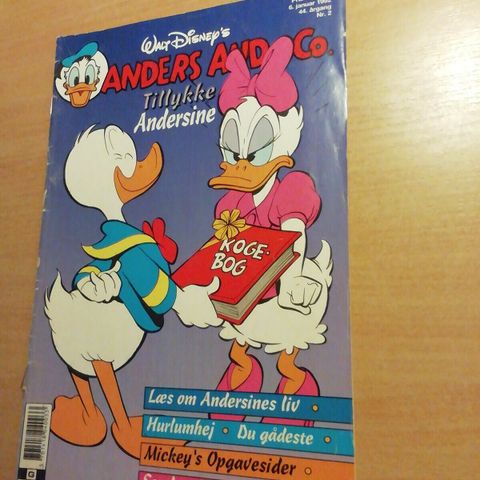 6. januar 1992
44. årgang
Nr. 2
WALT DISNEY'S
ANDERS AND & Co.
Tillykke
Andersine
KOGE-
BOG
Læs om Andersines liv •
Hurlumhej • Du gådeste •
Mickey's Opgavesider •
G